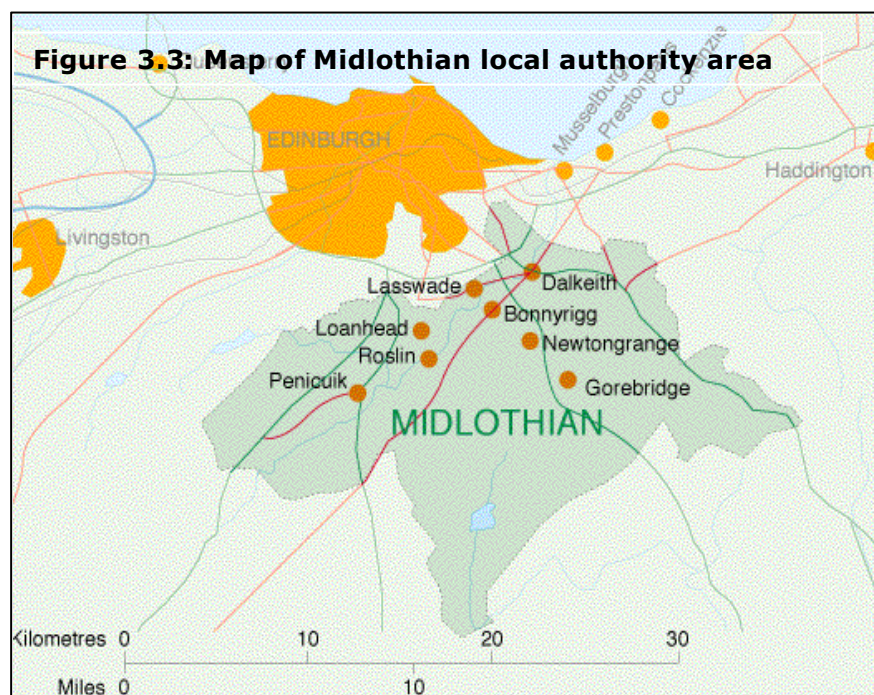 Figure 3.3: Map of Midlothian local authority area
Musselburgh
Prestonpans
Cockenzie
EDINBURGH
Haddington
Livingston
Lasswade
Dalkeith
Bonnyrigg
Loanhead
Newtongrange
Roslin
Penicuik
Gorebridge
MIDLOTHIAN
Kilometres 0 10 20 30
Miles 0 10